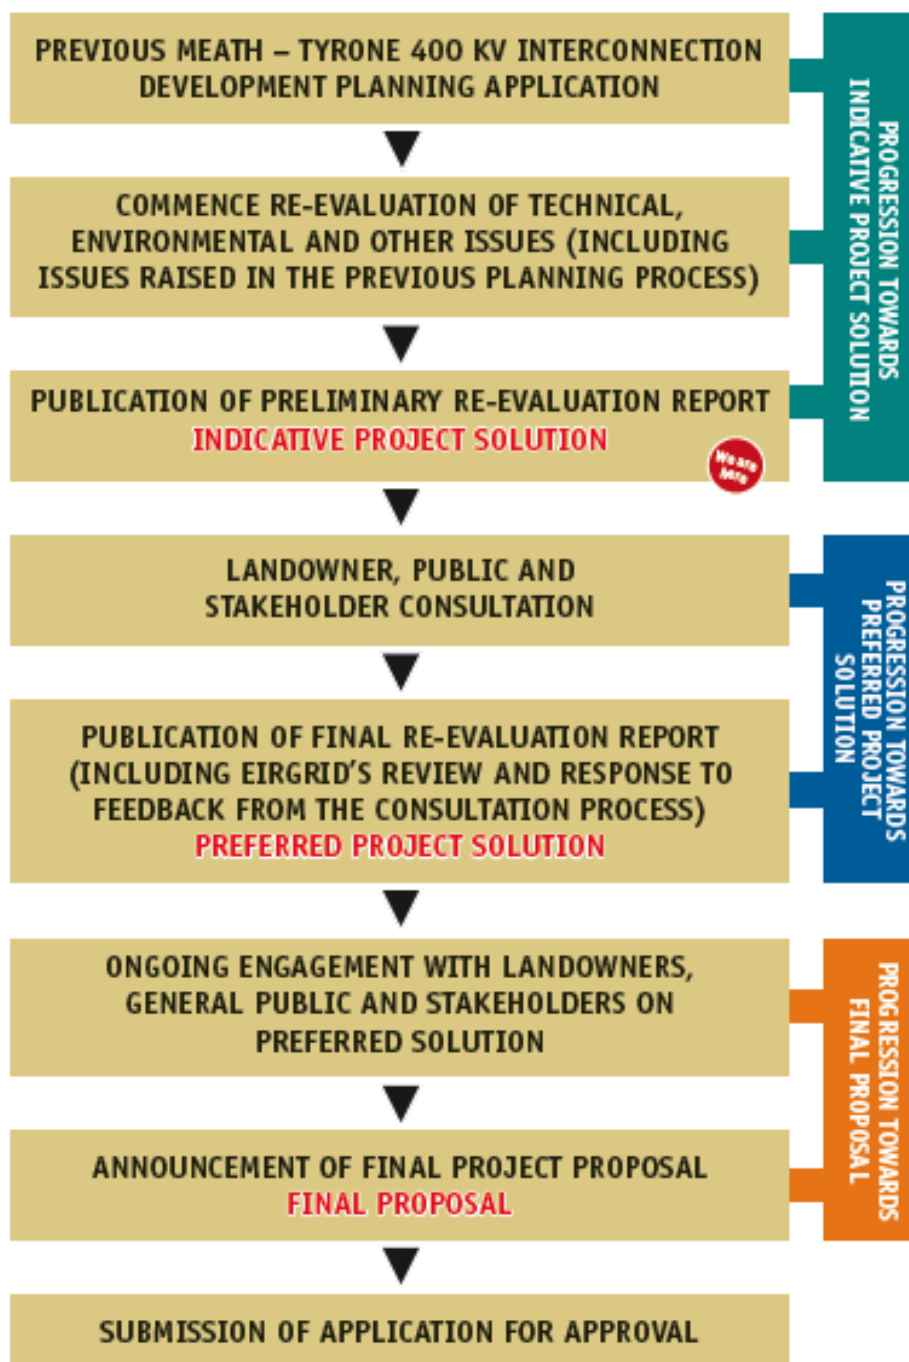 PREVIOUS MEATH – TYRONE 400 KV INTERCONNECTION
DEVELOPMENT PLANNING APPLICATION
COMMENCE RE-EVALUATION OF TECHNICAL,
ENVIRONMENTAL AND OTHER ISSUES (INCLUDING
ISSUES RAISED IN THE PREVIOUS PLANNING PROCESS)
PUBLICATION OF PRELIMINARY RE-EVALUATION REPORT
INDICATIVE PROJECT SOLUTION
We are
here
PROGRESSION TOWARDS
INDICATIVE PROJECT SOLUTION
LANDOWNER, PUBLIC AND
STAKEHOLDER CONSULTATION
PUBLICATION OF FINAL RE-EVALUATION REPORT
(INCLUDING EIRGRID'S REVIEW AND RESPONSE TO
FEEDBACK FROM THE CONSULTATION PROCESS)
PREFERRED PROJECT SOLUTION
PROGRESSION TOWARDS
PREFERRED PROJECT
SOLUTION
ONGOING ENGAGEMENT WITH LANDOWNERS,
GENERAL PUBLIC AND STAKEHOLDERS ON
PREFERRED SOLUTION
ANNOUNCEMENT OF FINAL PROJECT PROPOSAL
FINAL PROPOSAL
PROGRESSION TOWARDS
FINAL PROPOSAL
SUBMISSION OF APPLICATION FOR APPROVAL